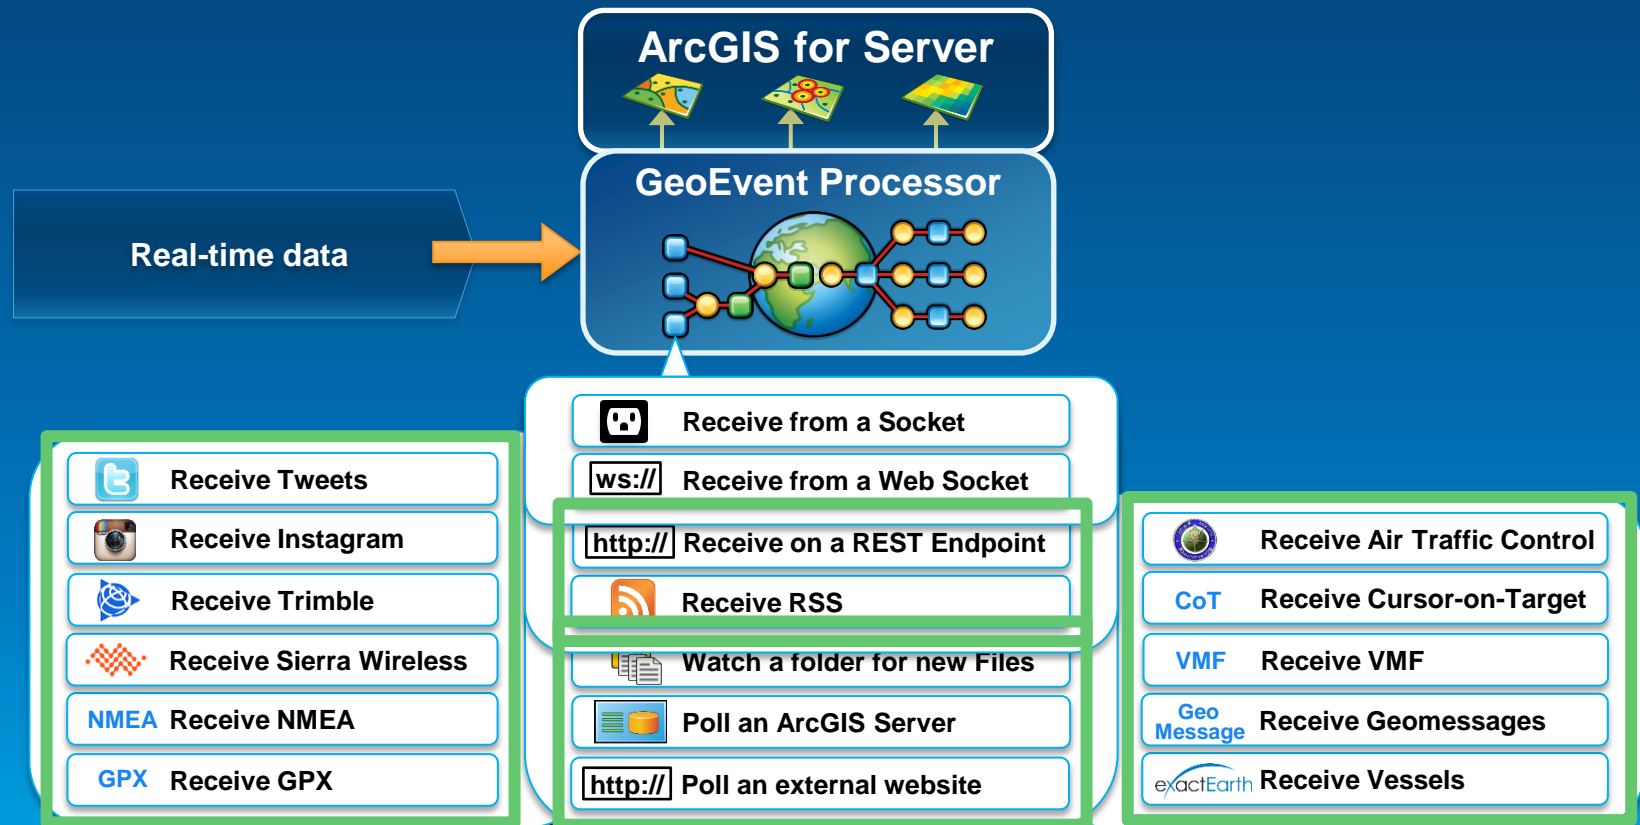 ArcGIS for Server
GeoEvent Processor
Real-time data
Receive from a Socket
ws:// Receive from a Web Socket
http:// Receive on a REST Endpoint
Receive RSS
Watch a folder for new Files
Poll an ArcGIS Server
http:// Poll an external website
Receive Tweets
Receive Instagram
Receive Trimble
Receive Sierra Wireless
NMEA Receive NMEA
GPX Receive GPX
Receive Air Traffic Control
CoT Receive Cursor-on-Target
VMF Receive VMF
Geo
Message Receive Geomessages
exactEarth Receive Vessels